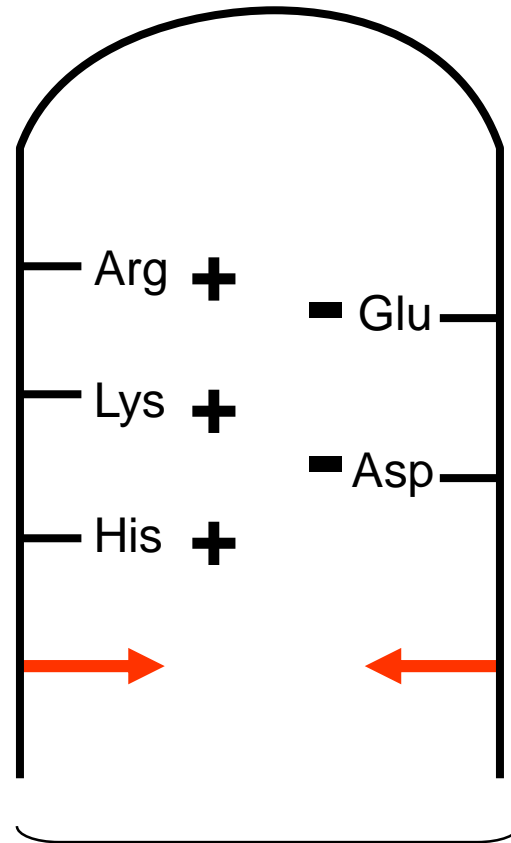 Arg +
- Glu
Lys +
- Asp
His +